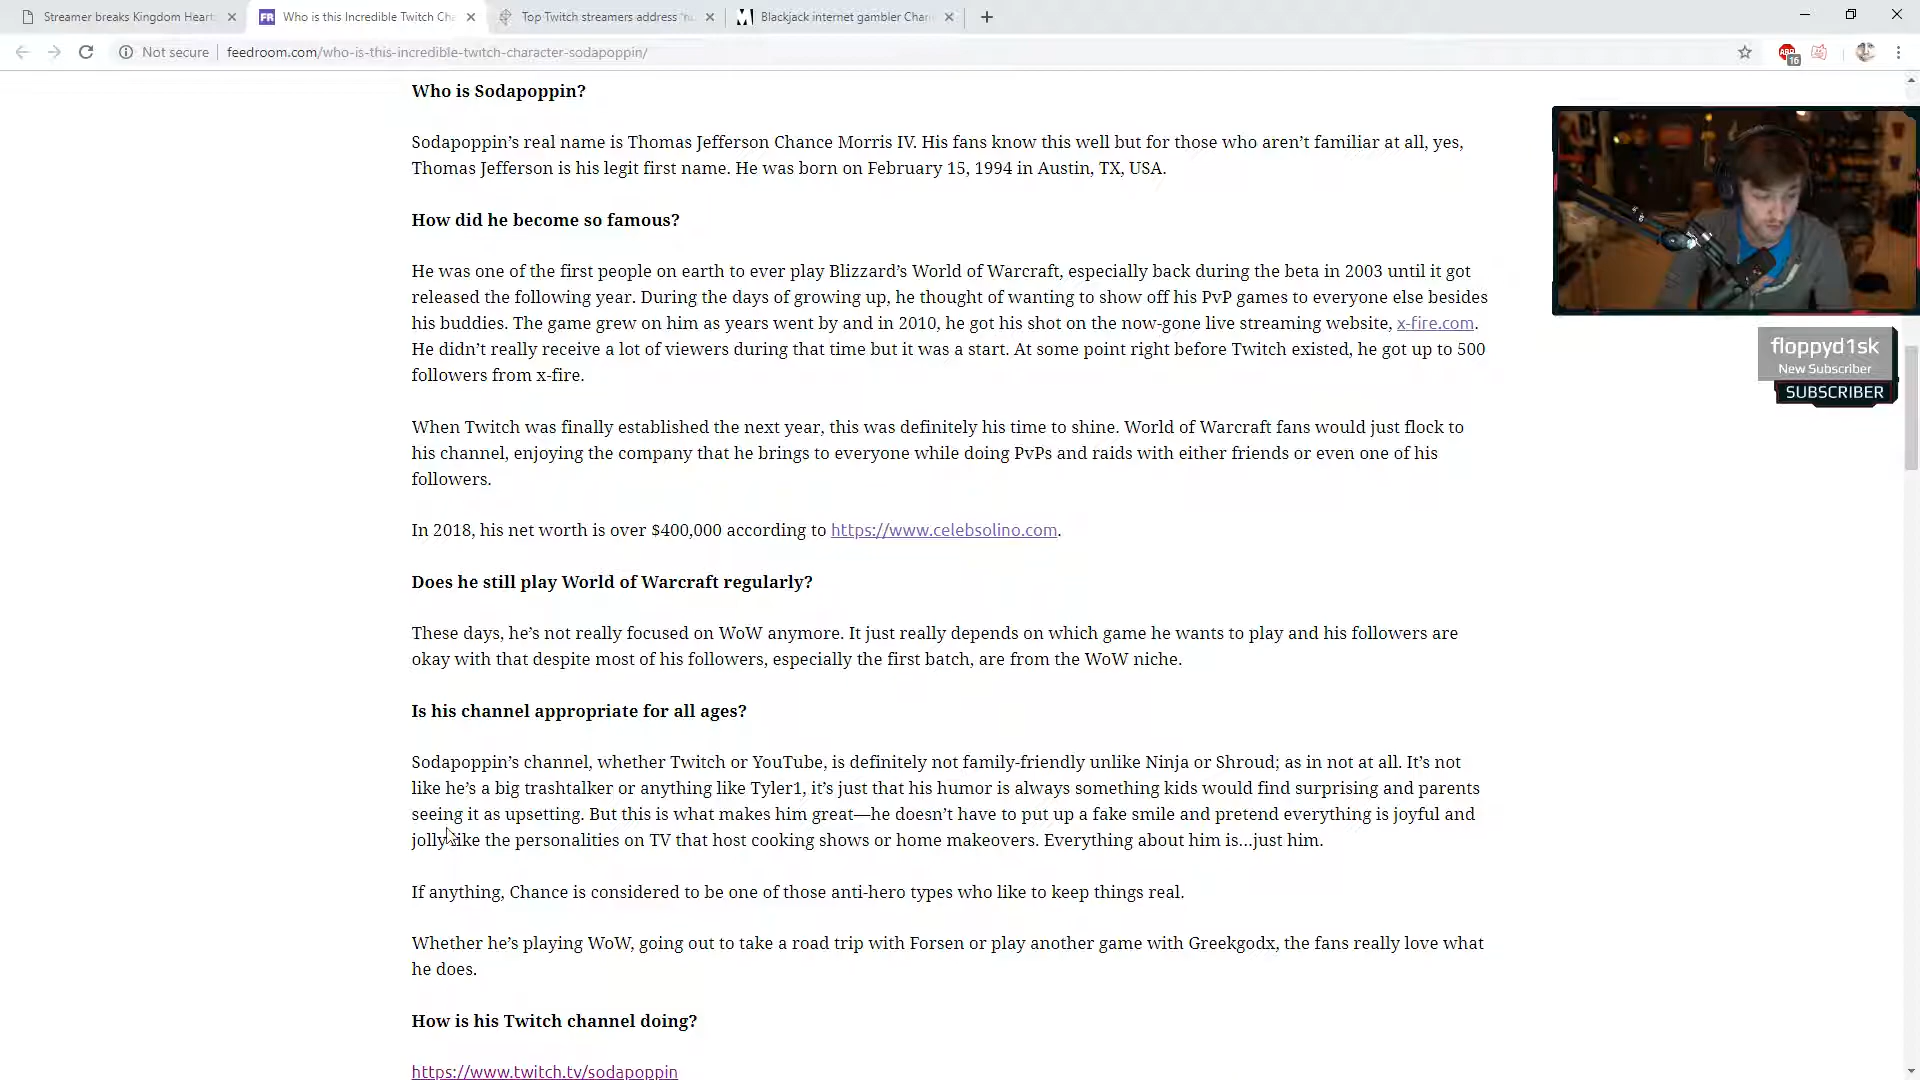 Streamer breaks Kingdom Heart
Who is this Incredible Twitch Cha
Top Twitch streamers address
Blackjack internet gambler Chan
Not secure
feedroom.com/who-is-this-incredible-twitch-character-sodapoppin/
16
Who is Sodapoppin?
Sodapoppin’s real name is Thomas Jefferson Chance Morris IV. His fans know this well but for those who aren’t familiar at all, yes,
Thomas Jefferson is his legit first name. He was born on February 15, 1994 in Austin, TX, USA.
How did he become so famous?
He was one of the first people on earth to ever play Blizzard’s World of Warcraft, especially back during the beta in 2003 until it got
released the following year. During the days of growing up, he thought of wanting to show off his PvP games to everyone else besides
his buddies. The game grew on him as years went by and in 2010, he got his shot on the now-gone live streaming website, x-fire.com.
He didn’t really receive a lot of viewers during that time but it was a start. At some point right before Twitch existed, he got up to 500
followers from x-fire.
floppyd1sk
New Subscriber
SUBSCRIBER
When Twitch was finally established the next year, this was definitely his time to shine. World of Warcraft fans would just flock to
his channel, enjoying the company that he brings to everyone while doing PvPs and raids with either friends or even one of his
followers.
In 2018, his net worth is over $400,000 according to https://www.celebsolino.com.
Does he still play World of Warcraft regularly?
These days, he’s not really focused on WoW anymore. It just really depends on which game he wants to play and his followers are
okay with that despite most of his followers, especially the first batch, are from the WoW niche.
Is his channel appropriate for all ages?
Sodapoppin’s channel, whether Twitch or YouTube, is definitely not family-friendly unlike Ninja or Shroud; as in not at all. It’s not
like he’s a big trashtalker or anything like Tyler1, it’s just that his humor is always something kids would find surprising and parents
seeing it as upsetting. But this is what makes him great—he doesn’t have to put up a fake smile and pretend everything is joyful and
jolly like the personalities on TV that host cooking shows or home makeovers. Everything about him is…just him.
If anything, Chance is considered to be one of those anti-hero types who like to keep things real.
Whether he’s playing WoW, going out to take a road trip with Forsen or play another game with Greekgodx, the fans really love what
he does.
How is his Twitch channel doing?
https://www.twitch.tv/sodapoppin